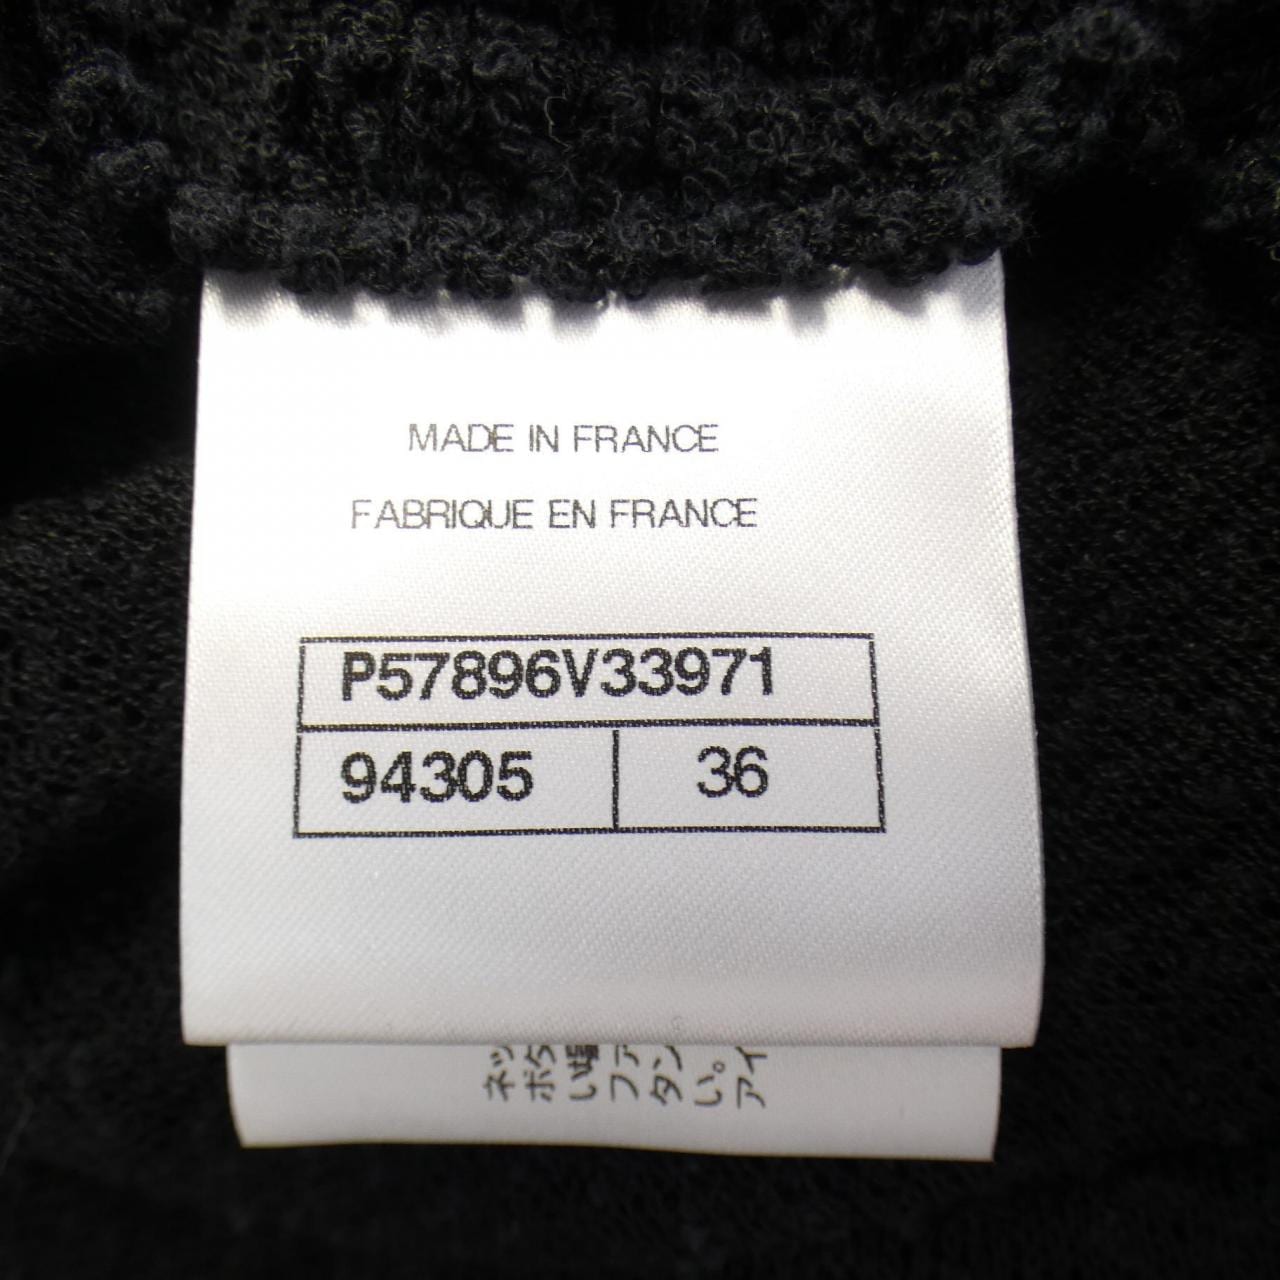 MADE IN FRANCE
FABRIQUE EN FRANCE
P57896V33971
94305 36